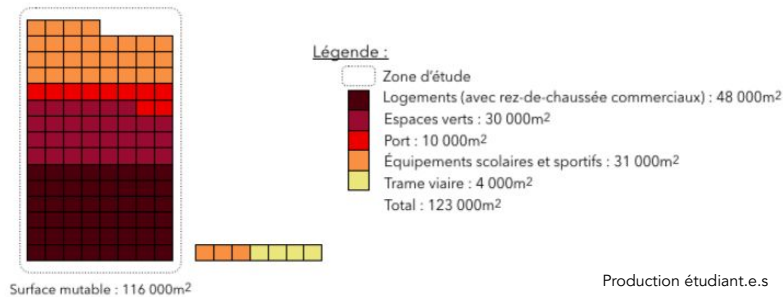 Légende :
Zone d'étude
Logements (avec rez-de-chaussée commerciaux) : 48 000m2
Espaces verts : 30 000m2
Port : 10 000m2
Équipements scolaires et sportifs : 31 000m2
Trame viaire : 4 000m2
Total : 123 000m2
Surface mutable : 116 000m2
Production étudiant.e.s